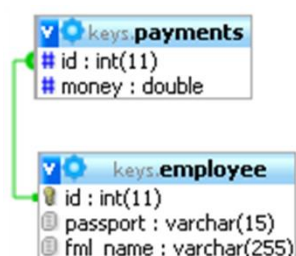 keys.payments
# id : int(11)
# money : double
keys.employee
id : int(11)
passport : varchar(15)
fml_name : varchar(255)